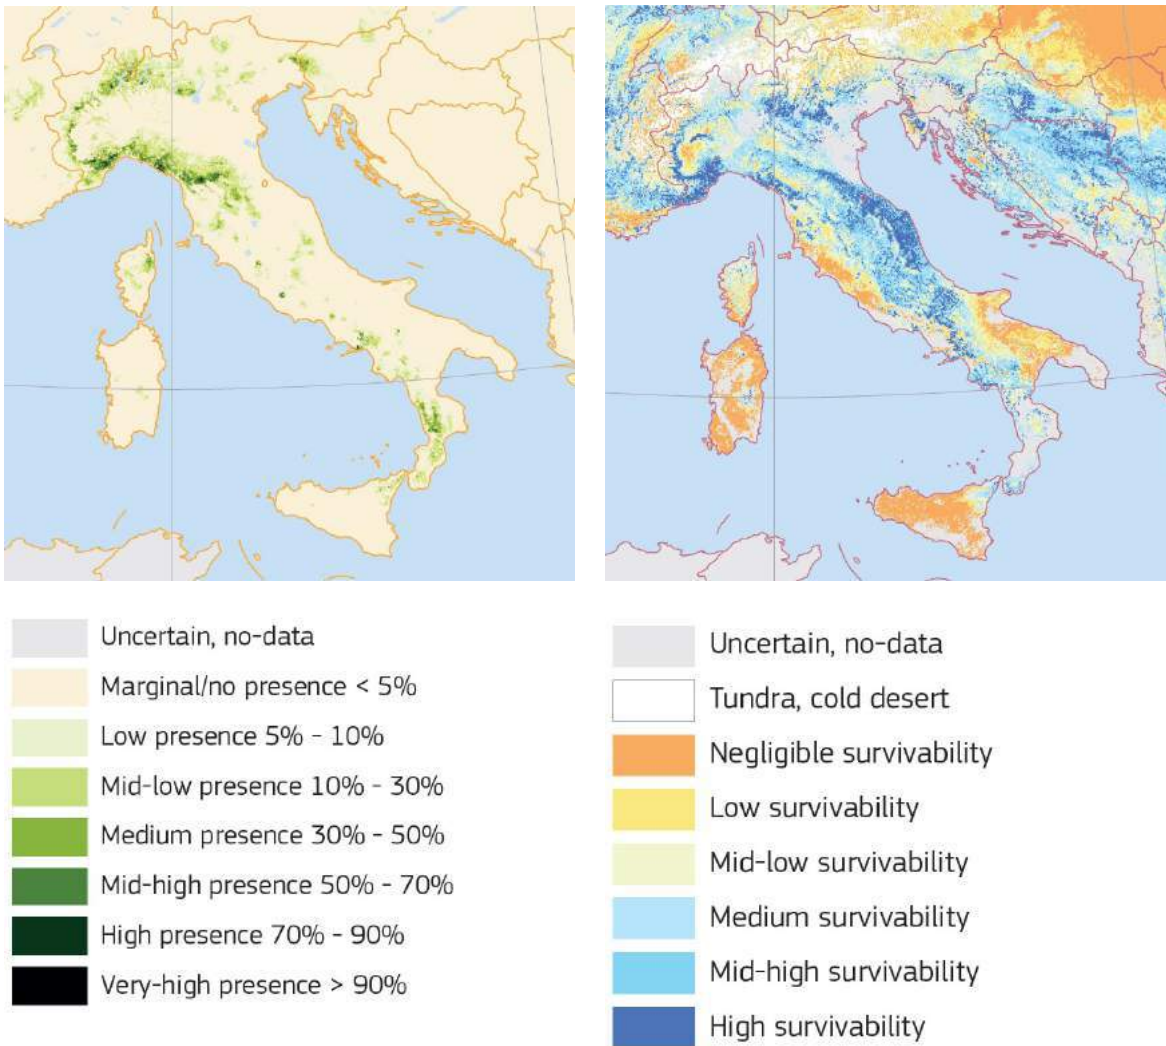 Uncertain, no-data
Marginal/no presence < 5%
Low presence 5% - 10%
Mid-low presence 10% - 30%
Medium presence 30% - 50%
Mid-high presence 50% - 70%
High presence 70% - 90%
Very-high presence > 90%
Uncertain, no-data
Tundra, cold desert
Negligible survivability
Low survivability
Mid-low survivability
Medium survivability
Mid-high survivability
High survivability